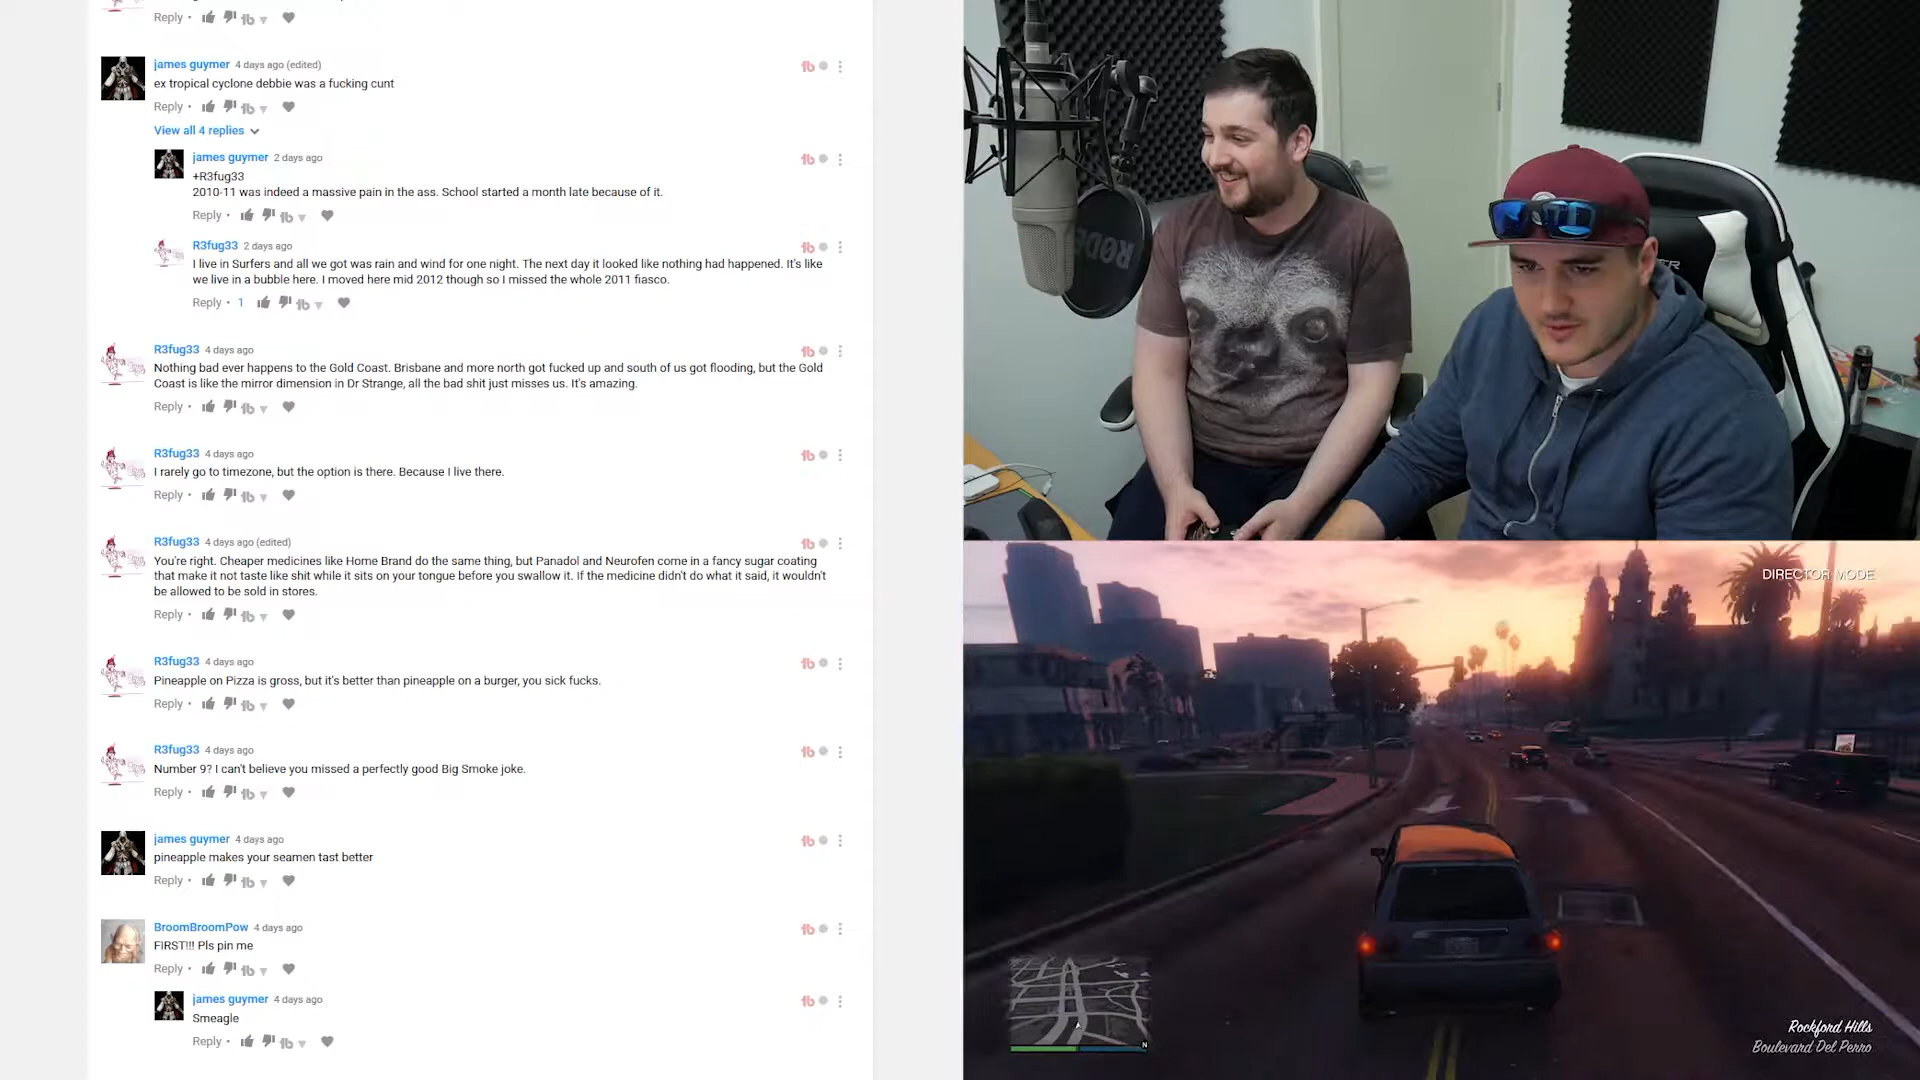 Reply •
james guymer 4 days ago (edited)
ex tropical cyclone debbie was a fucking cunt
Reply •
View all 4 replies
james guymer 2 days ago
+R3fug33
2010-11 was indeed a massive pain in the ass. School started a month late because of it.
Reply •
R3fug33 2 days ago
I live in Surfers and all we got was rain and wind for one night. The next day it looked like nothing had happened. It's like
we live in a bubble here. I moved here mid 2012 though so I missed the whole 2011 fiasco.
Reply • 1
R3fug33 4 days ago
Nothing bad ever happens to the Gold Coast. Brisbane and more north got fucked up and south of us got flooding, but the Gold
Coast is like the mirror dimension in Dr Strange, all the bad shit just misses us. It's amazing.
Reply •
R3fug33 4 days ago
I rarely go to timezone, but the option is there. Because I live there.
Reply •
R3fug33 4 days ago (edited)
You're right. Cheaper medicines like Home Brand do the same thing, but Panadol and Neurofen come in a fancy sugar coating
that make it not taste like shit while it sits on your tongue before you swallow it. If the medicine didn't do what it said, it wouldn't
be allowed to be sold in stores.
Reply •
R3fug33 4 days ago
Pineapple on Pizza is gross, but it's better than pineapple on a burger, you sick fucks.
Reply •
R3fug33 4 days ago
Number 9? I can't believe you missed a perfectly good Big Smoke joke.
Reply •
james guymer 4 days ago
pineapple makes your seamen tast better
Reply •
BroomBroomPow 4 days ago
FIRST!!! Pls pin me
Reply •
james guymer 4 days ago
Smeagle
Reply •
RØDE
DIRECTOR MODE
N
Rockford Hills
Boulevard Del Perro